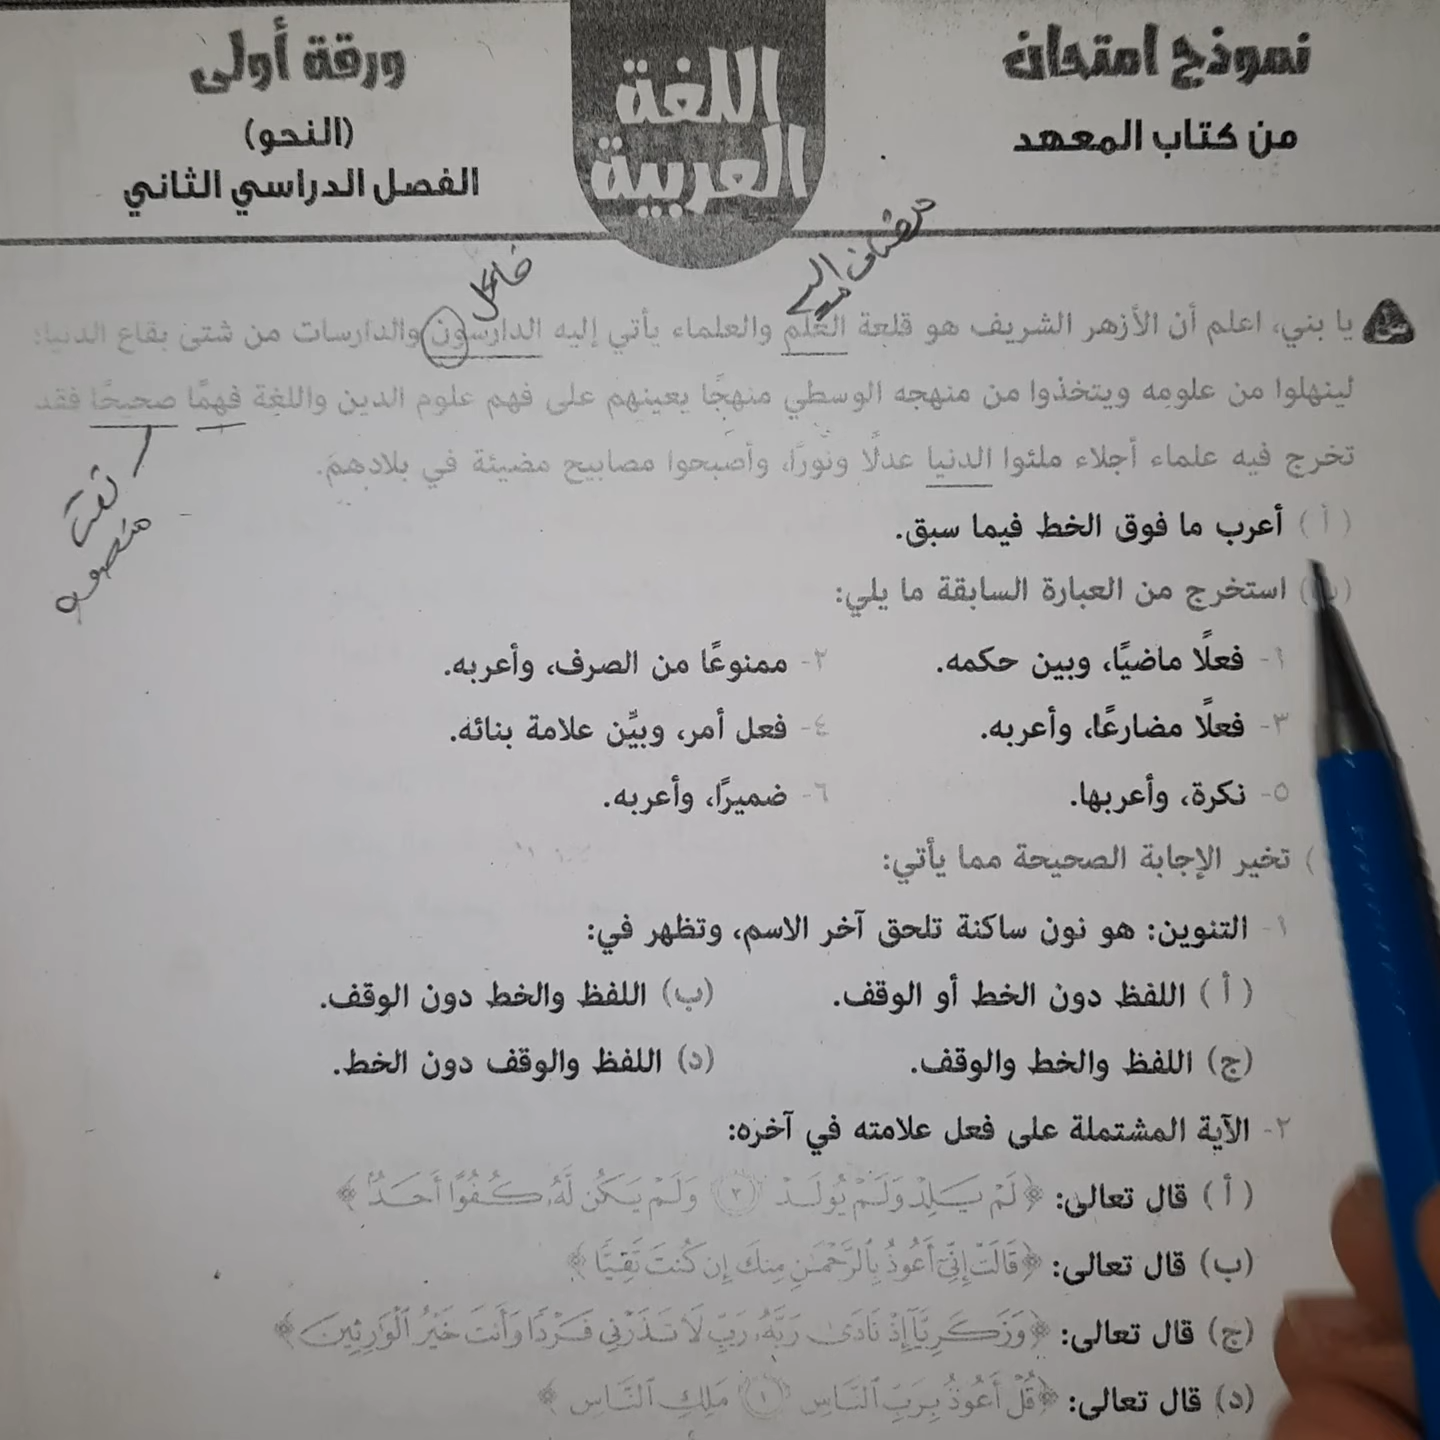 نموذج امتحان
من كتاب المعهد
اللغة
العربية
ورقة أولى
(النحو)
الفصل الدراسي الثاني
مضاف إليه
فاعل
يا بني، اعلم أن الأزهر الشريف هو قلعة العلم والعلماء يأتي إليه الدارسون والدارسات من شتى بقاع الدنيا؛
لينهلوا من علومه ويتخذوا من منهجه الوسطي منهجًا يعينهم على فهم علوم الدين واللغة فهمًا صحيحًا فقد
تخرج فيه علماء أجلاء ملئوا الدنيا عدلًا ونورًا، وأصبحوا مصابيح مضيئة في بلادهم.
نعت
منصوب
(أ) أعرب ما فوق الخط فيما سبق.
(ب) استخرج من العبارة السابقة ما يلي:
١- فعلًا ماضيًا، وبين حكمه. ٢- ممنوعًا من الصرف، وأعربه.
٣- فعلًا مضارعًا، وأعربه. ٤- فعل أمر، وبيِّن علامة بنائه.
٥- نكرة، وأعربها. ٦- ضميرًا، وأعربه.
) تخير الإجابة الصحيحة مما يأتي:
١- التنوين: هو نون ساكنة تلحق آخر الاسم، وتظهر في:
(أ) اللفظ دون الخط أو الوقف. (ب) اللفظ والخط دون الوقف.
(ج) اللفظ والخط والوقف. (د) اللفظ والوقف دون الخط.
٢- الآية المشتملة على فعل علامته في آخره:
(أ) قال تعالى: ﴿لَمْ يَلِدْ وَلَمْ يُولَدْ ٣ وَلَمْ يَكُن لَّهُۥ كُفُوًا أَحَدٌۢ﴾
(ب) قال تعالى: ﴿قَالَتْ إِنِّيٓ أَعُوذُ بِٱلرَّحْمَٰنِ مِنكَ إِن كُنتَ تَقِيًّا﴾
(ج) قال تعالى: ﴿وَزَكَرِيَّآ إِذْ نَادَىٰ رَبَّهُۥ رَبِّ لَا تَذَرْنِي فَرْدًا وَأَنتَ خَيْرُ ٱلْوَٰرِثِينَ﴾
(د) قال تعالى: ﴿قُلْ أَعُوذُ بِرَبِّ ٱلنَّاسِ ١ مَلِكِ ٱلنَّاسِ﴾